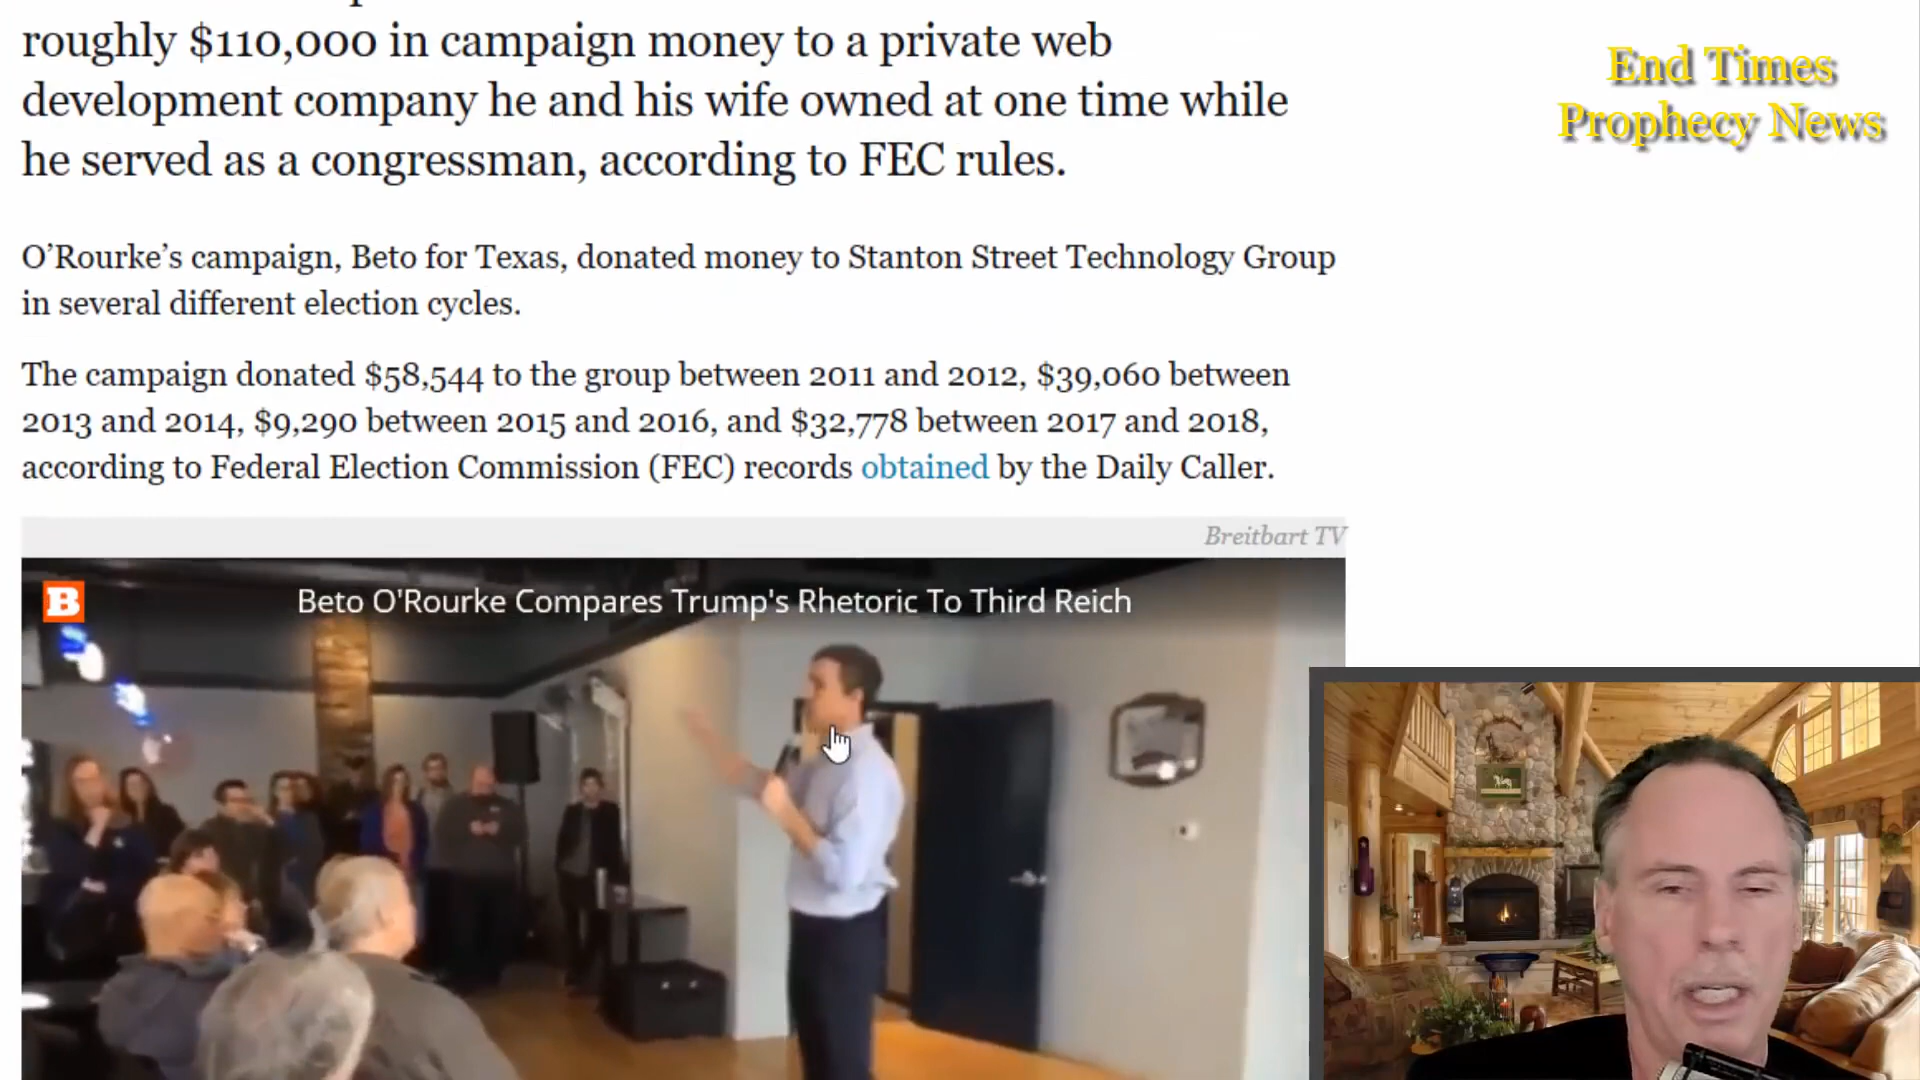 roughly $110,000 in campaign money to a private web
development company he and his wife owned at one time while
he served as a congressman, according to FEC rules.
O’Rourke’s campaign, Beto for Texas, donated money to Stanton Street Technology Group
in several different election cycles.
The campaign donated $58,544 to the group between 2011 and 2012, $39,060 between
2013 and 2014, $9,290 between 2015 and 2016, and $32,778 between 2017 and 2018,
according to Federal Election Commission (FEC) records obtained by the Daily Caller.
Breitbart TV
B
Beto O'Rourke Compares Trump's Rhetoric To Third Reich
End Times
Prophecy News